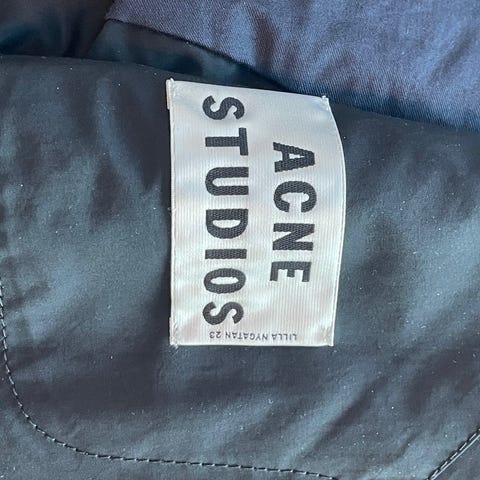 ACNE
STUDIOS
LILLA NYGATAN 23